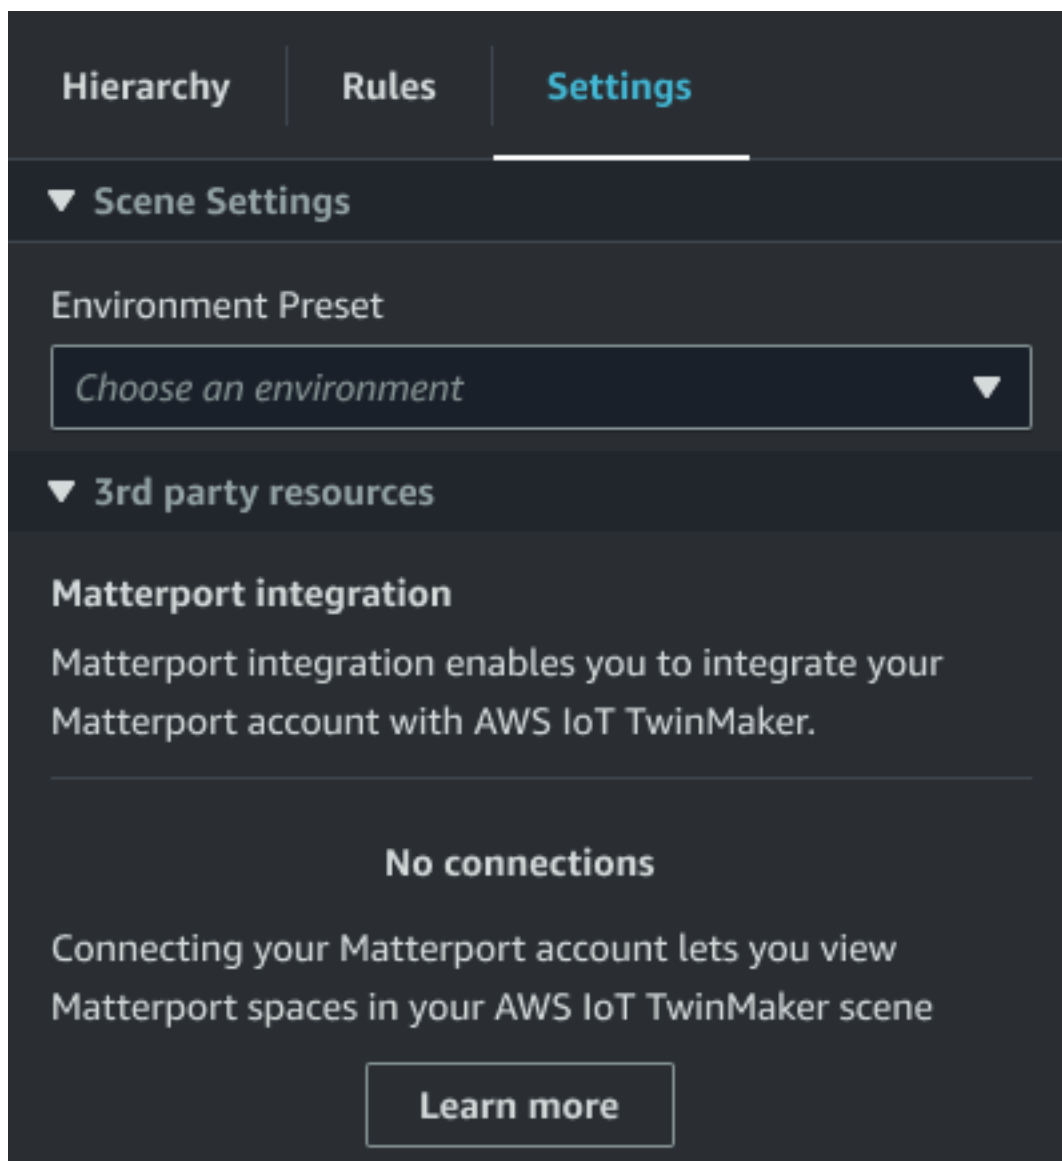 Hierarchy Rules Settings
Scene Settings
Environment Preset
Choose an environment
3rd party resources
Matterport integration
Matterport integration enables you to integrate your
Matterport account with AWS IoT TwinMaker.
No connections
Connecting your Matterport account lets you view
Matterport spaces in your AWS IoT TwinMaker scene
Learn more